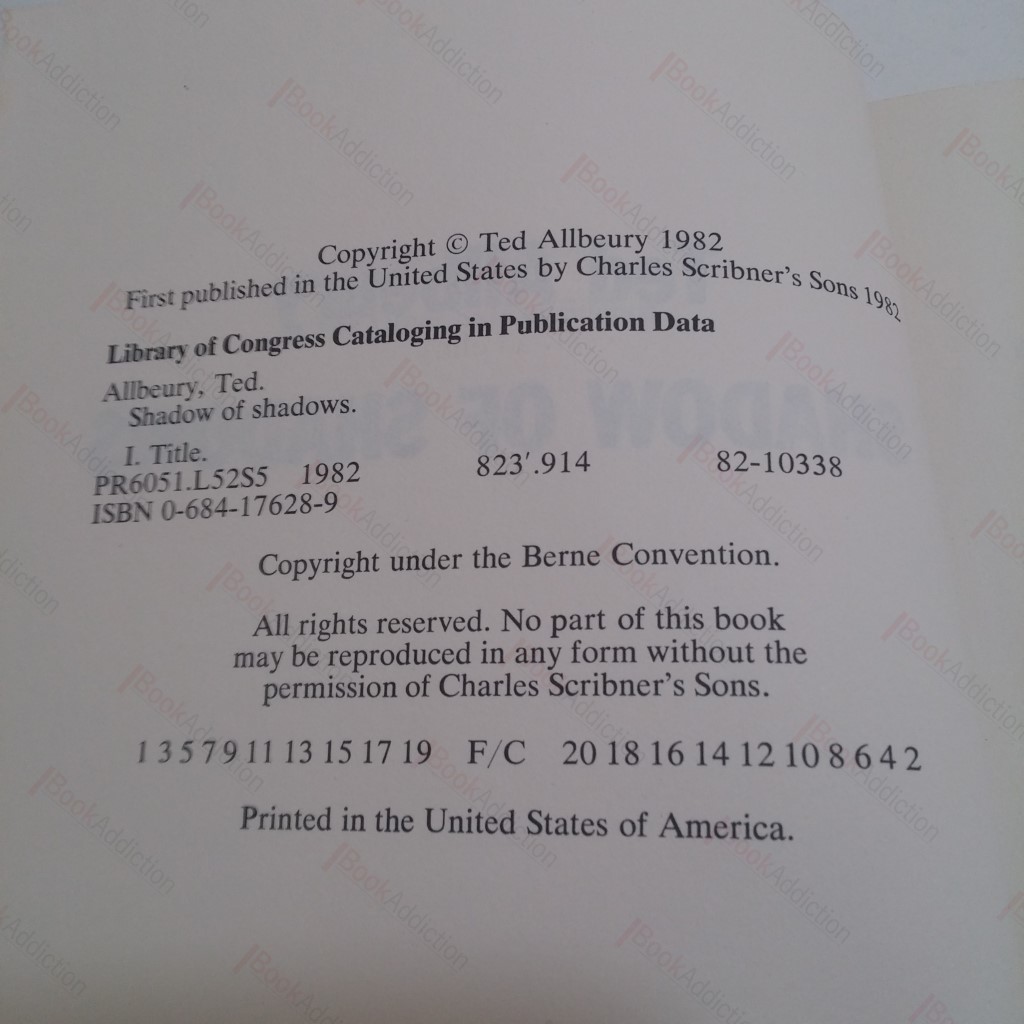 Copyright © Ted Allbeury 1982
First published in the United States by Charles Scribner's Sons 1982
Library of Congress Cataloging in Publication Data
Allbeury, Ted.
Shadow of shadows.
I. Title.
PR6051.L52S5 1982 823'.914 82-10338
ISBN 0-684-17628-9
Copyright under the Berne Convention.
All rights reserved. No part of this book
may be reproduced in any form without the
permission of Charles Scribner's Sons.
1 3 5 7 9 11 13 15 17 19 F/C 20 18 16 14 12 10 8 6 4 2
Printed in the United States of America.
BookAddiction